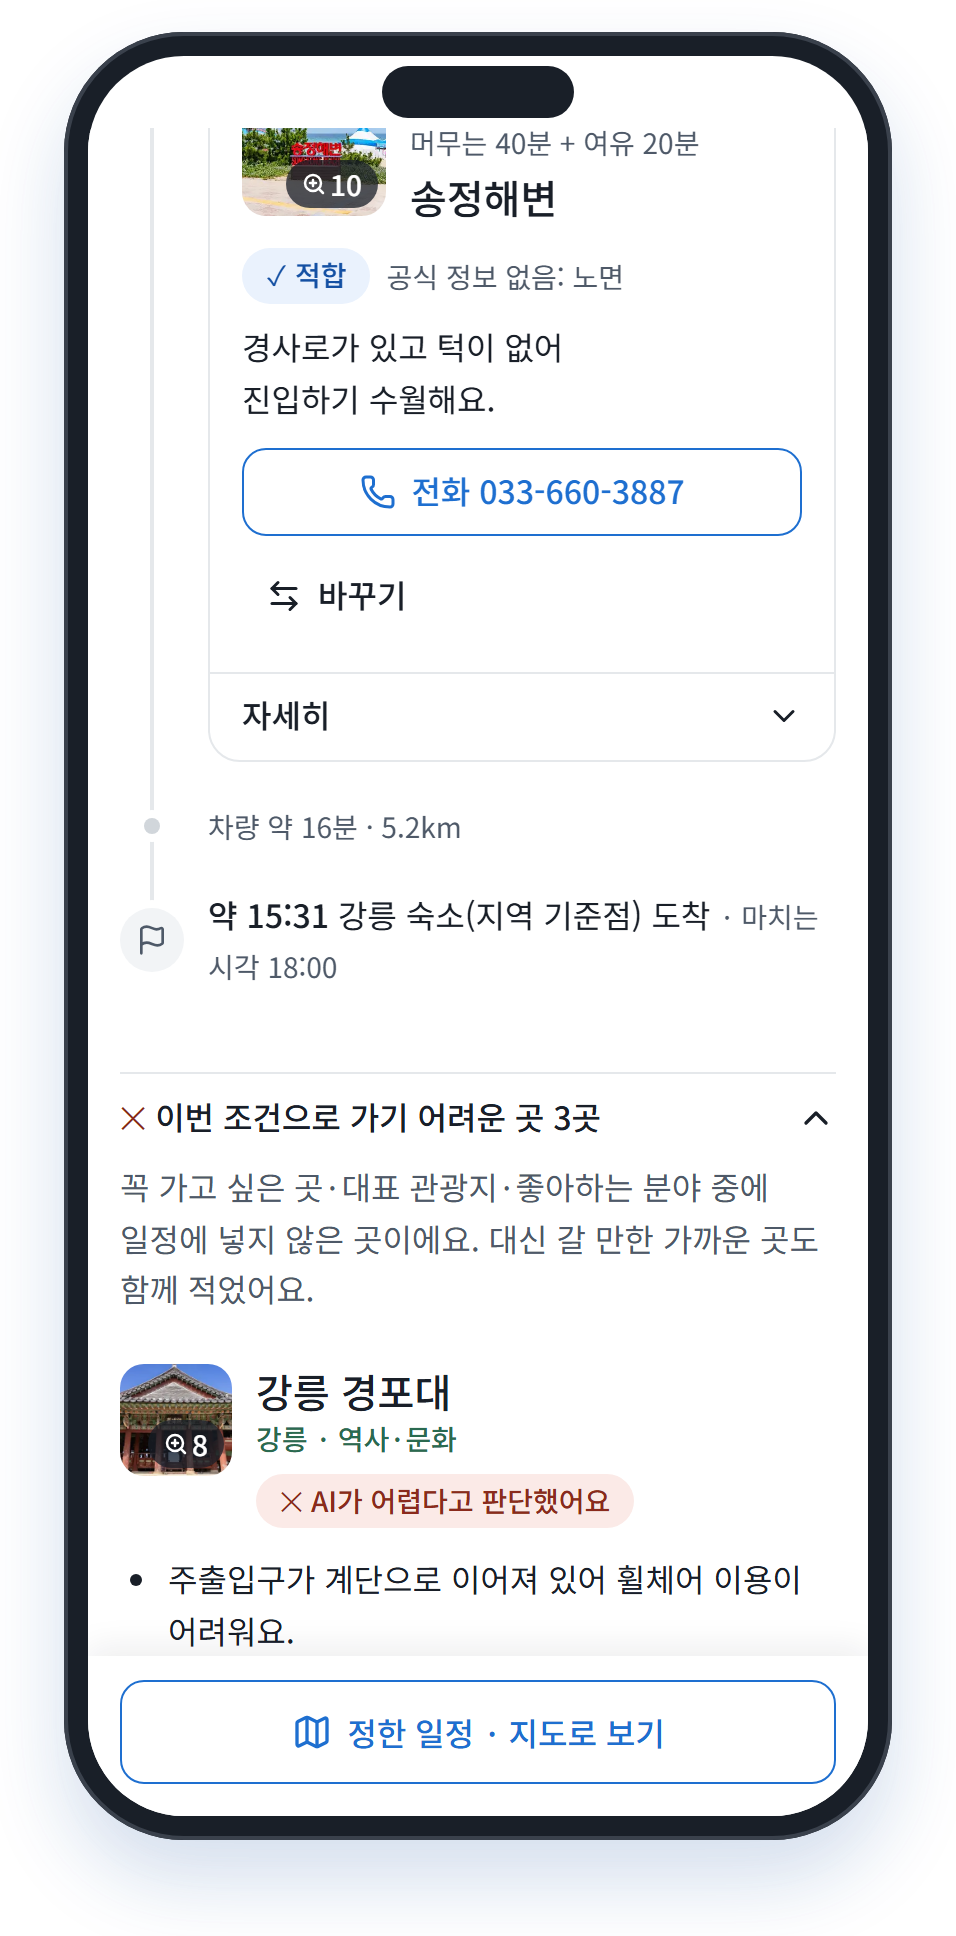 머무는 40분 + 여유 20분
송정해변
10
송정해변
✓ 적합
공식 정보 없음: 노면
경사로가 있고 턱이 없어
진입하기 수월해요.
전화 033-660-3887
바꾸기
자세히
차량 약 16분 · 5.2km
약 15:31 강릉 숙소(지역 기준점) 도착 · 마치는
시각 18:00
이번 조건으로 가기 어려운 곳 3곳
꼭 가고 싶은 곳·대표 관광지·좋아하는 분야 중에
일정에 넣지 않은 곳이에요. 대신 갈 만한 가까운 곳도
함께 적었어요.
8
강릉 경포대
강릉 · 역사·문화
AI가 어렵다고 판단했어요
• 주출입구가 계단으로 이어져 있어 휠체어 이용이
어려워요.
정한 일정 · 지도로 보기